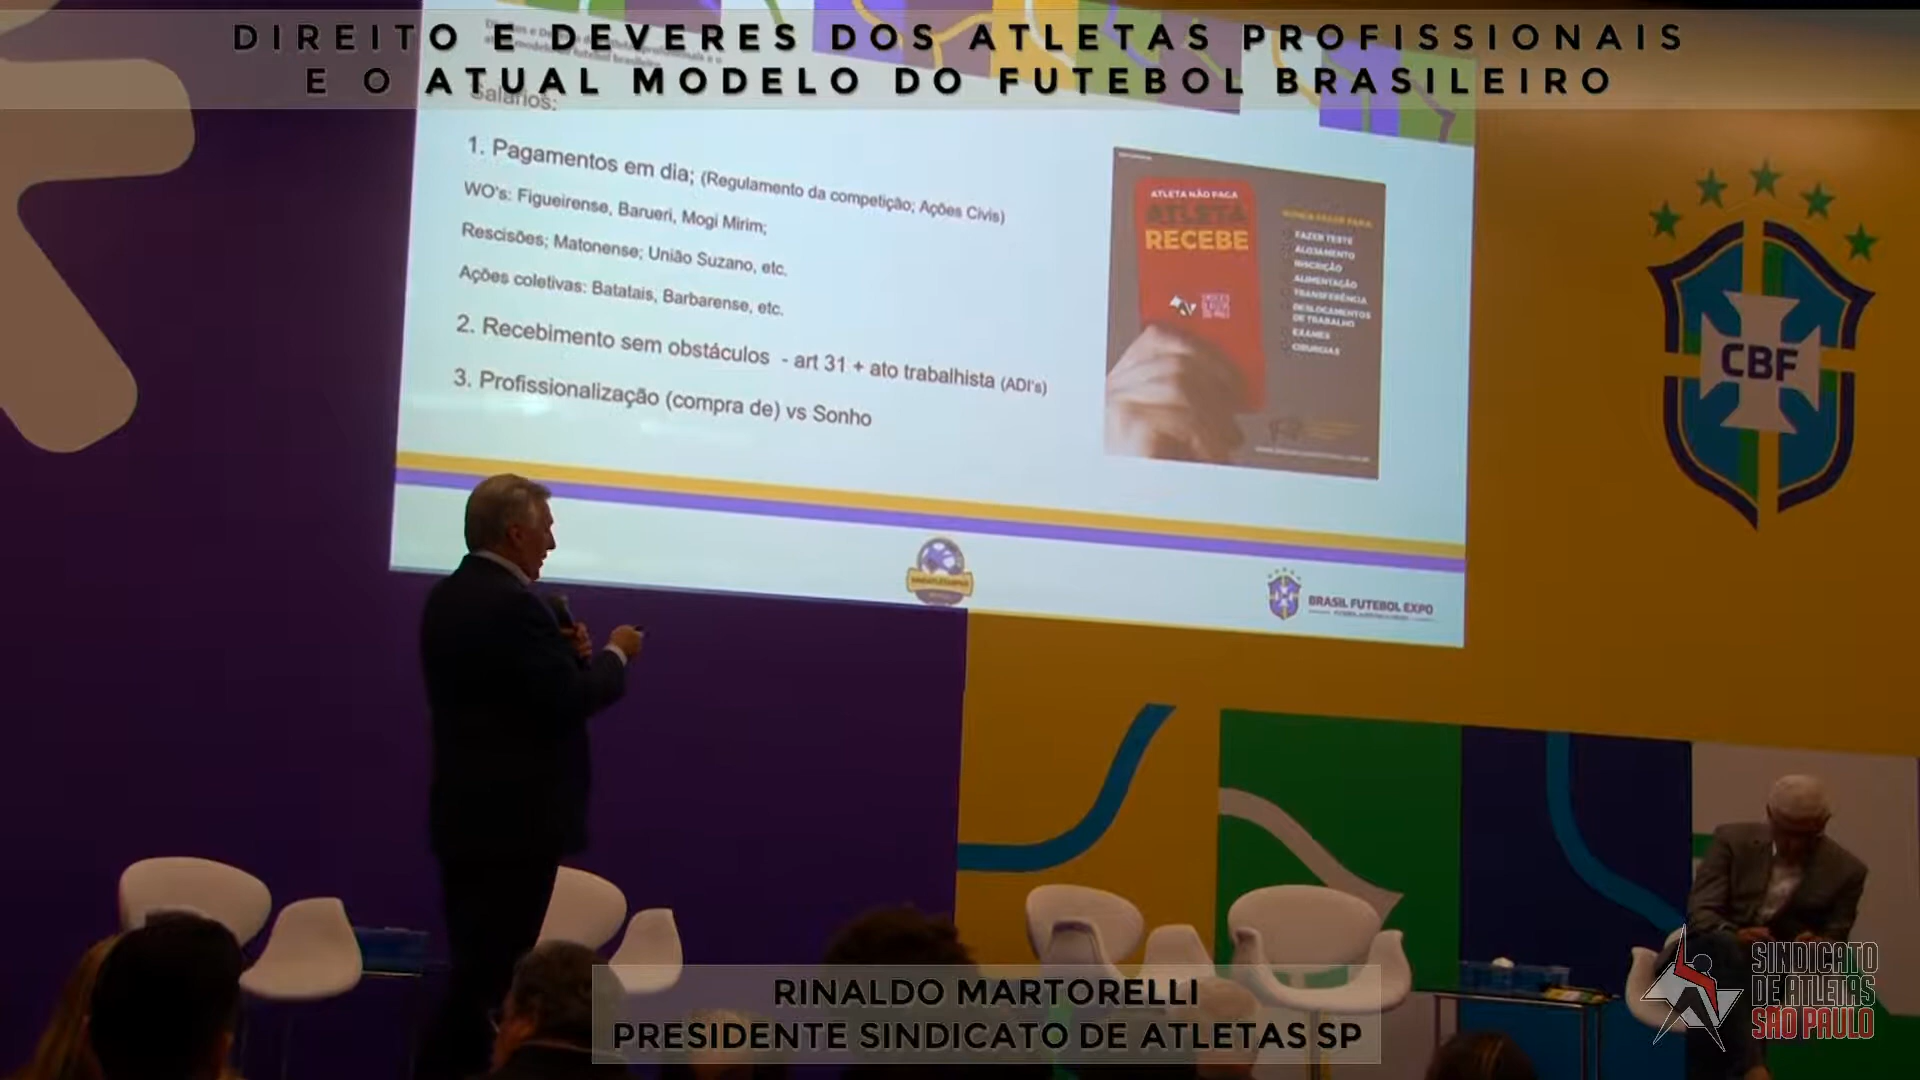 DIREITO E DEVERES DOS ATLETAS PROFISSIONAIS
E O ATUAL MODELO DO FUTEBOL BRASILEIRO
Salários:
1. Pagamentos em dia; (Regulamento da competição; Ações Civis)
WO's: Figueirense, Barueri, Mogi Mirim;
Rescisões; Matonense; União Suzano, etc.
Ações coletivas: Batatais, Barbarense, etc.
2. Recebimento sem obstáculos - art 31 + ato trabalhista (ADI's)
3. Profissionalização (compra de) vs Sonho
ATLETA NÃO PAGA
ATLETA
RECEBE
FAZER TESTE
ALOJAMENTO
INSCRIÇÃO
ALIMENTAÇÃO
TRANSFERÊNCIA
DESLOCAMENTOS
DE TRABALHO
EXAMES
CIRURGIAS
BRASIL FUTEBOL EXPO
CBF
RINALDO MARTORELLI
PRESIDENTE SINDICATO DE ATLETAS SP
SINDICATO
DE ATLETAS
SÃO PAULO